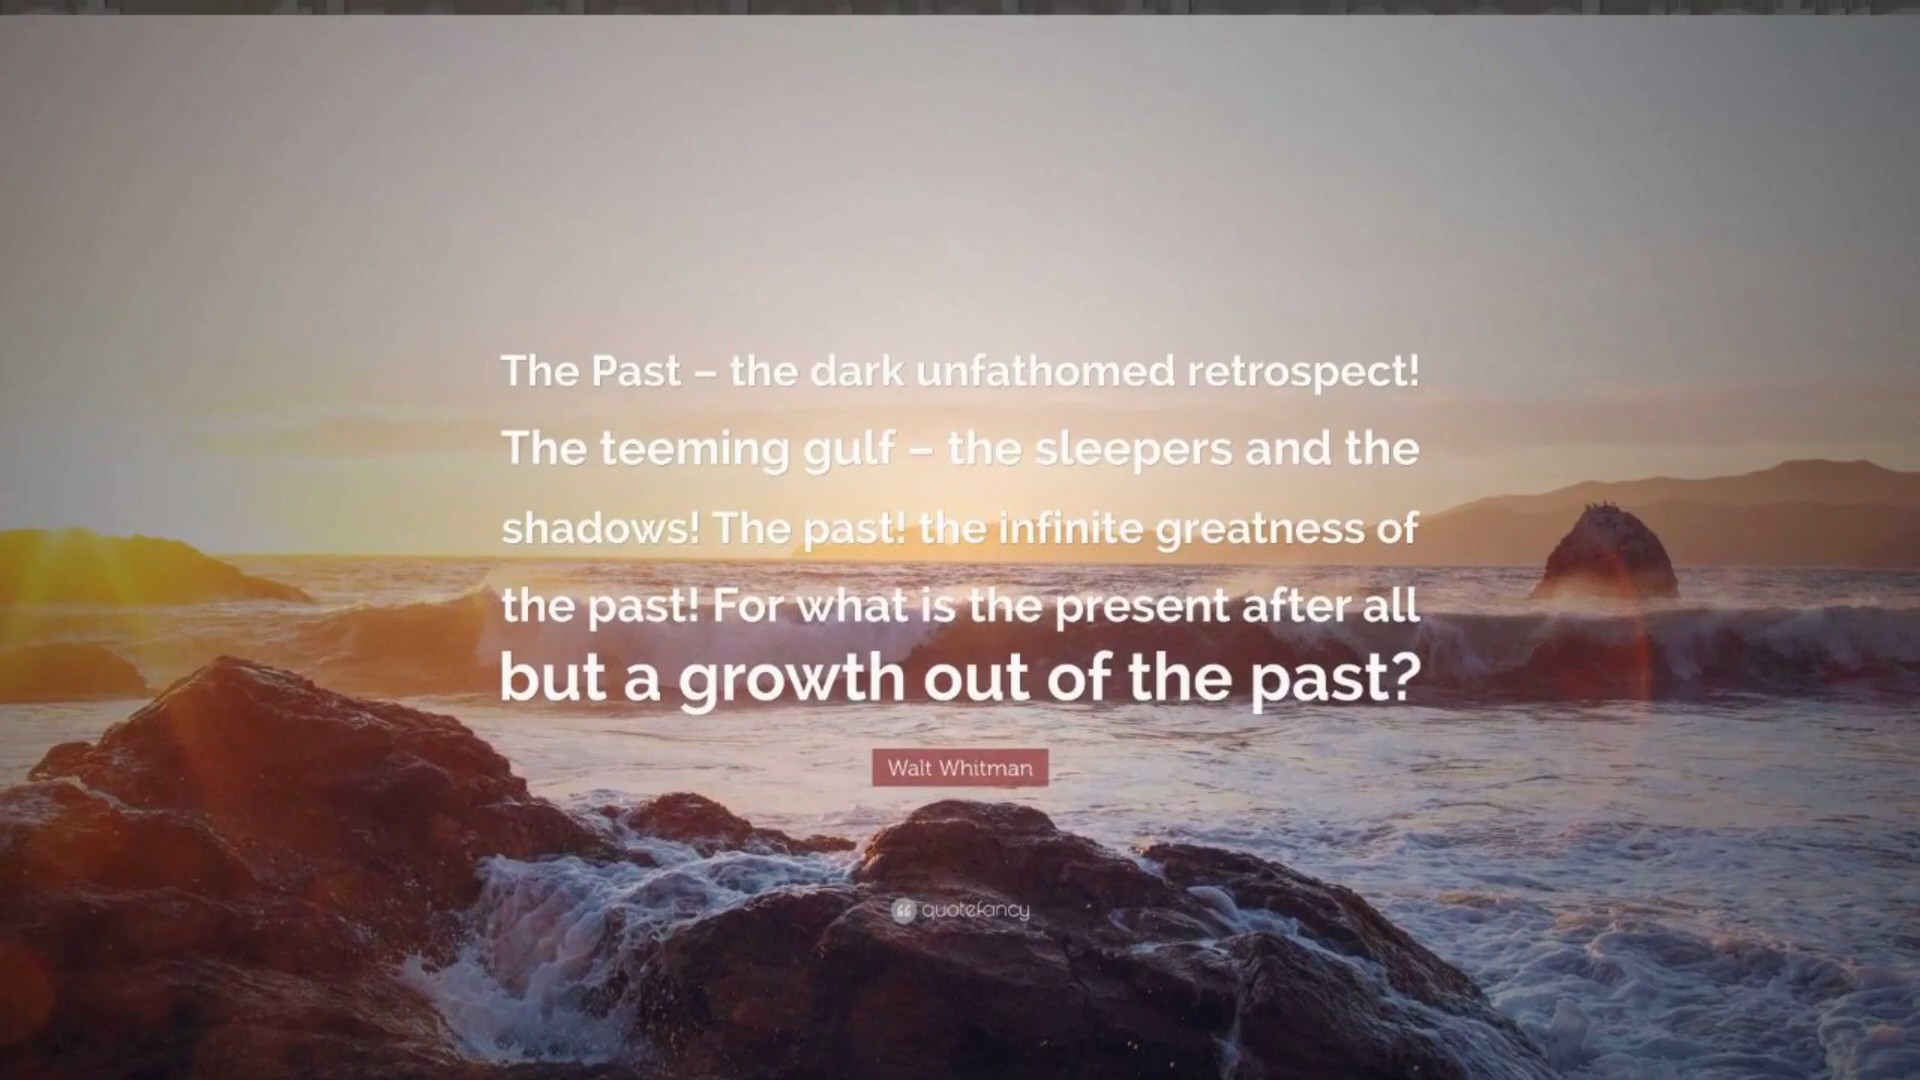 The Past – the dark unfathomed retrospect!
The teeming gulf – the sleepers and the
shadows! The past! the infinite greatness of
the past! For what is the present after all
but a growth out of the past?
Walt Whitman
quotefancy